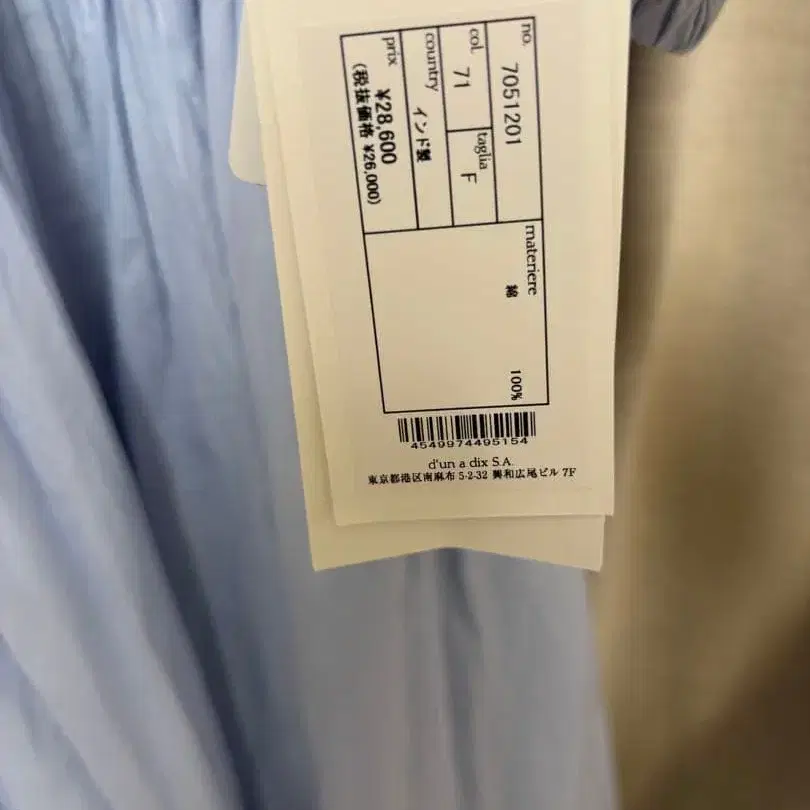 no. 7051201
col. 71 taglia F
country インド製
prix ¥28,600
(税抜価格 ¥26,000)
materiere
綿 100%
4549974495154
d'un a dix S.A.
東京都港区南麻布 5-2-32 興和広尾ビル 7F